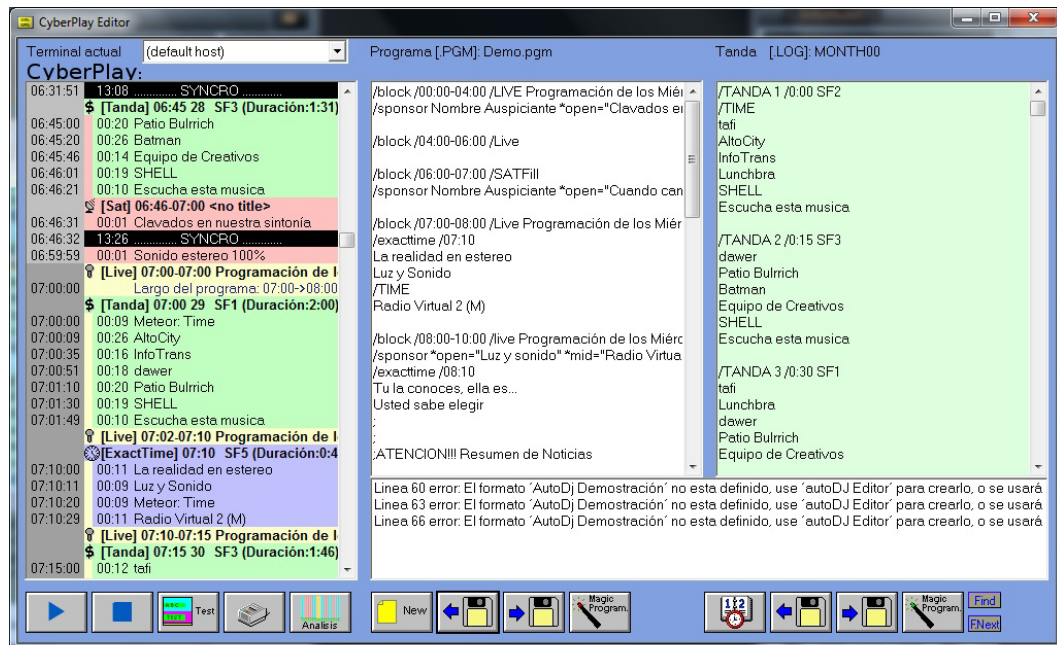 CyberPlay Editor
Terminal actual (default host)
Programa [.PGM]: Demo.pgm
Tanda [.LOG]: MONTH00
CyberPlay:
06:31:51 13:08 ............. SYNCRO ............
$ [Tanda] 06:45 28 SF3 (Duración:1:31)
06:45:00 00:20 Patio Bulrrich
06:45:20 00:26 Batman
06:45:46 00:14 Equipo de Creativos
06:46:01 00:19 SHELL
06:46:21 00:10 Escucha esta musica
[Sat] 06:46-07:00 <no title>
06:46:31 00:01 Clavados en nuestra sintonía
06:46:32 13:26 ............. SYNCRO ............
06:59:59 00:01 Sonido estereo 100%
[Live] 07:00-07:00 Programación de l
07:00:00 Largo del programa: 07:00->08:00
$ [Tanda] 07:00 29 SF1 (Duración:2:00)
07:00:00 00:09 Meteor: Time
07:00:09 00:26 AltoCity
07:00:35 00:16 InfoTrans
07:00:51 00:18 dawer
07:01:10 00:20 Patio Bulrrich
07:01:30 00:19 SHELL
07:01:49 00:10 Escucha esta musica
[Live] 07:02-07:10 Programación de l
[ExactTime] 07:10 SF5 (Duración:0:4
07:10:00 00:11 La realidad en estereo
07:10:11 00:09 Luz y Sonido
07:10:20 00:09 Meteor: Time
07:10:29 00:11 Radio Virtual 2 (M)
[Live] 07:10-07:15 Programación de l
$ [Tanda] 07:15 30 SF3 (Duración:1:46)
07:15:00 00:12 tafi
/block /00:00-04:00 /LIVE Programación de los Miér
/sponsor Nombre Auspiciante *open="Clavados en
/block /04:00-06:00 /Live
/block /06:00-07:00 /SATFill
/sponsor Nombre Auspiciante *open="Cuando can
/block /07:00-08:00 /Live Programación de los Miér
/exacttime /07:10
La realidad en estereo
Luz y Sonido
/TIME
Radio Virtual 2 (M)
/block /08:00-10:00 /live Programación de los Mierc
/sponsor *open="Luz y sonido" *mid="Radio Virtua
/exacttime /08:10
Tu la conoces, ella es...
Usted sabe elegir
;
;
;ATENCION!!! Resumen de Noticias
/TANDA 1 /0:00 SF2
/TIME
tafi
AltoCity
InfoTrans
Lunchbra
SHELL
Escucha esta musica
/TANDA 2 /0:15 SF3
dawer
Patio Bulrrich
Batman
Equipo de Creativos
SHELL
Escucha esta musica
/TANDA 3 /0:30 SF1
tafi
Lunchbra
dawer
Patio Bulrrich
Equipo de Creativos
Linea 60 error: El formato ´AutoDj Demostración´ no esta definido, use ´autoDJ Editor´ para crearlo, o se usará
Linea 63 error: El formato ´AutoDj Demostración´ no esta definido, use ´autoDJ Editor´ para crearlo, o se usará
Linea 66 error: El formato ´AutoDj Demostración´ no esta definido, use ´autoDJ Editor´ para crearlo, o se usará
Test
Analisis
New
Magic Program.
Magic Program.
Find
F.Next